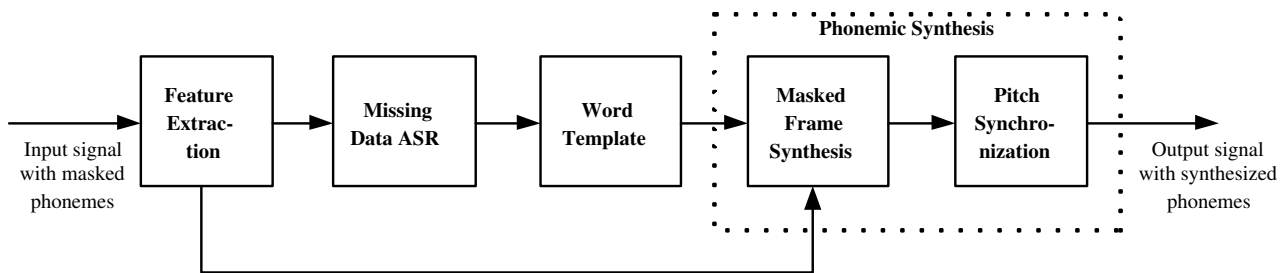 Phonemic Synthesis
Input signal
with masked
phonemes
Feature
Extrac-
tion
Missing
Data ASR
Word
Template
Masked
Frame
Synthesis
Pitch
Synchro-
nization
Output signal
with synthesized
phonemes